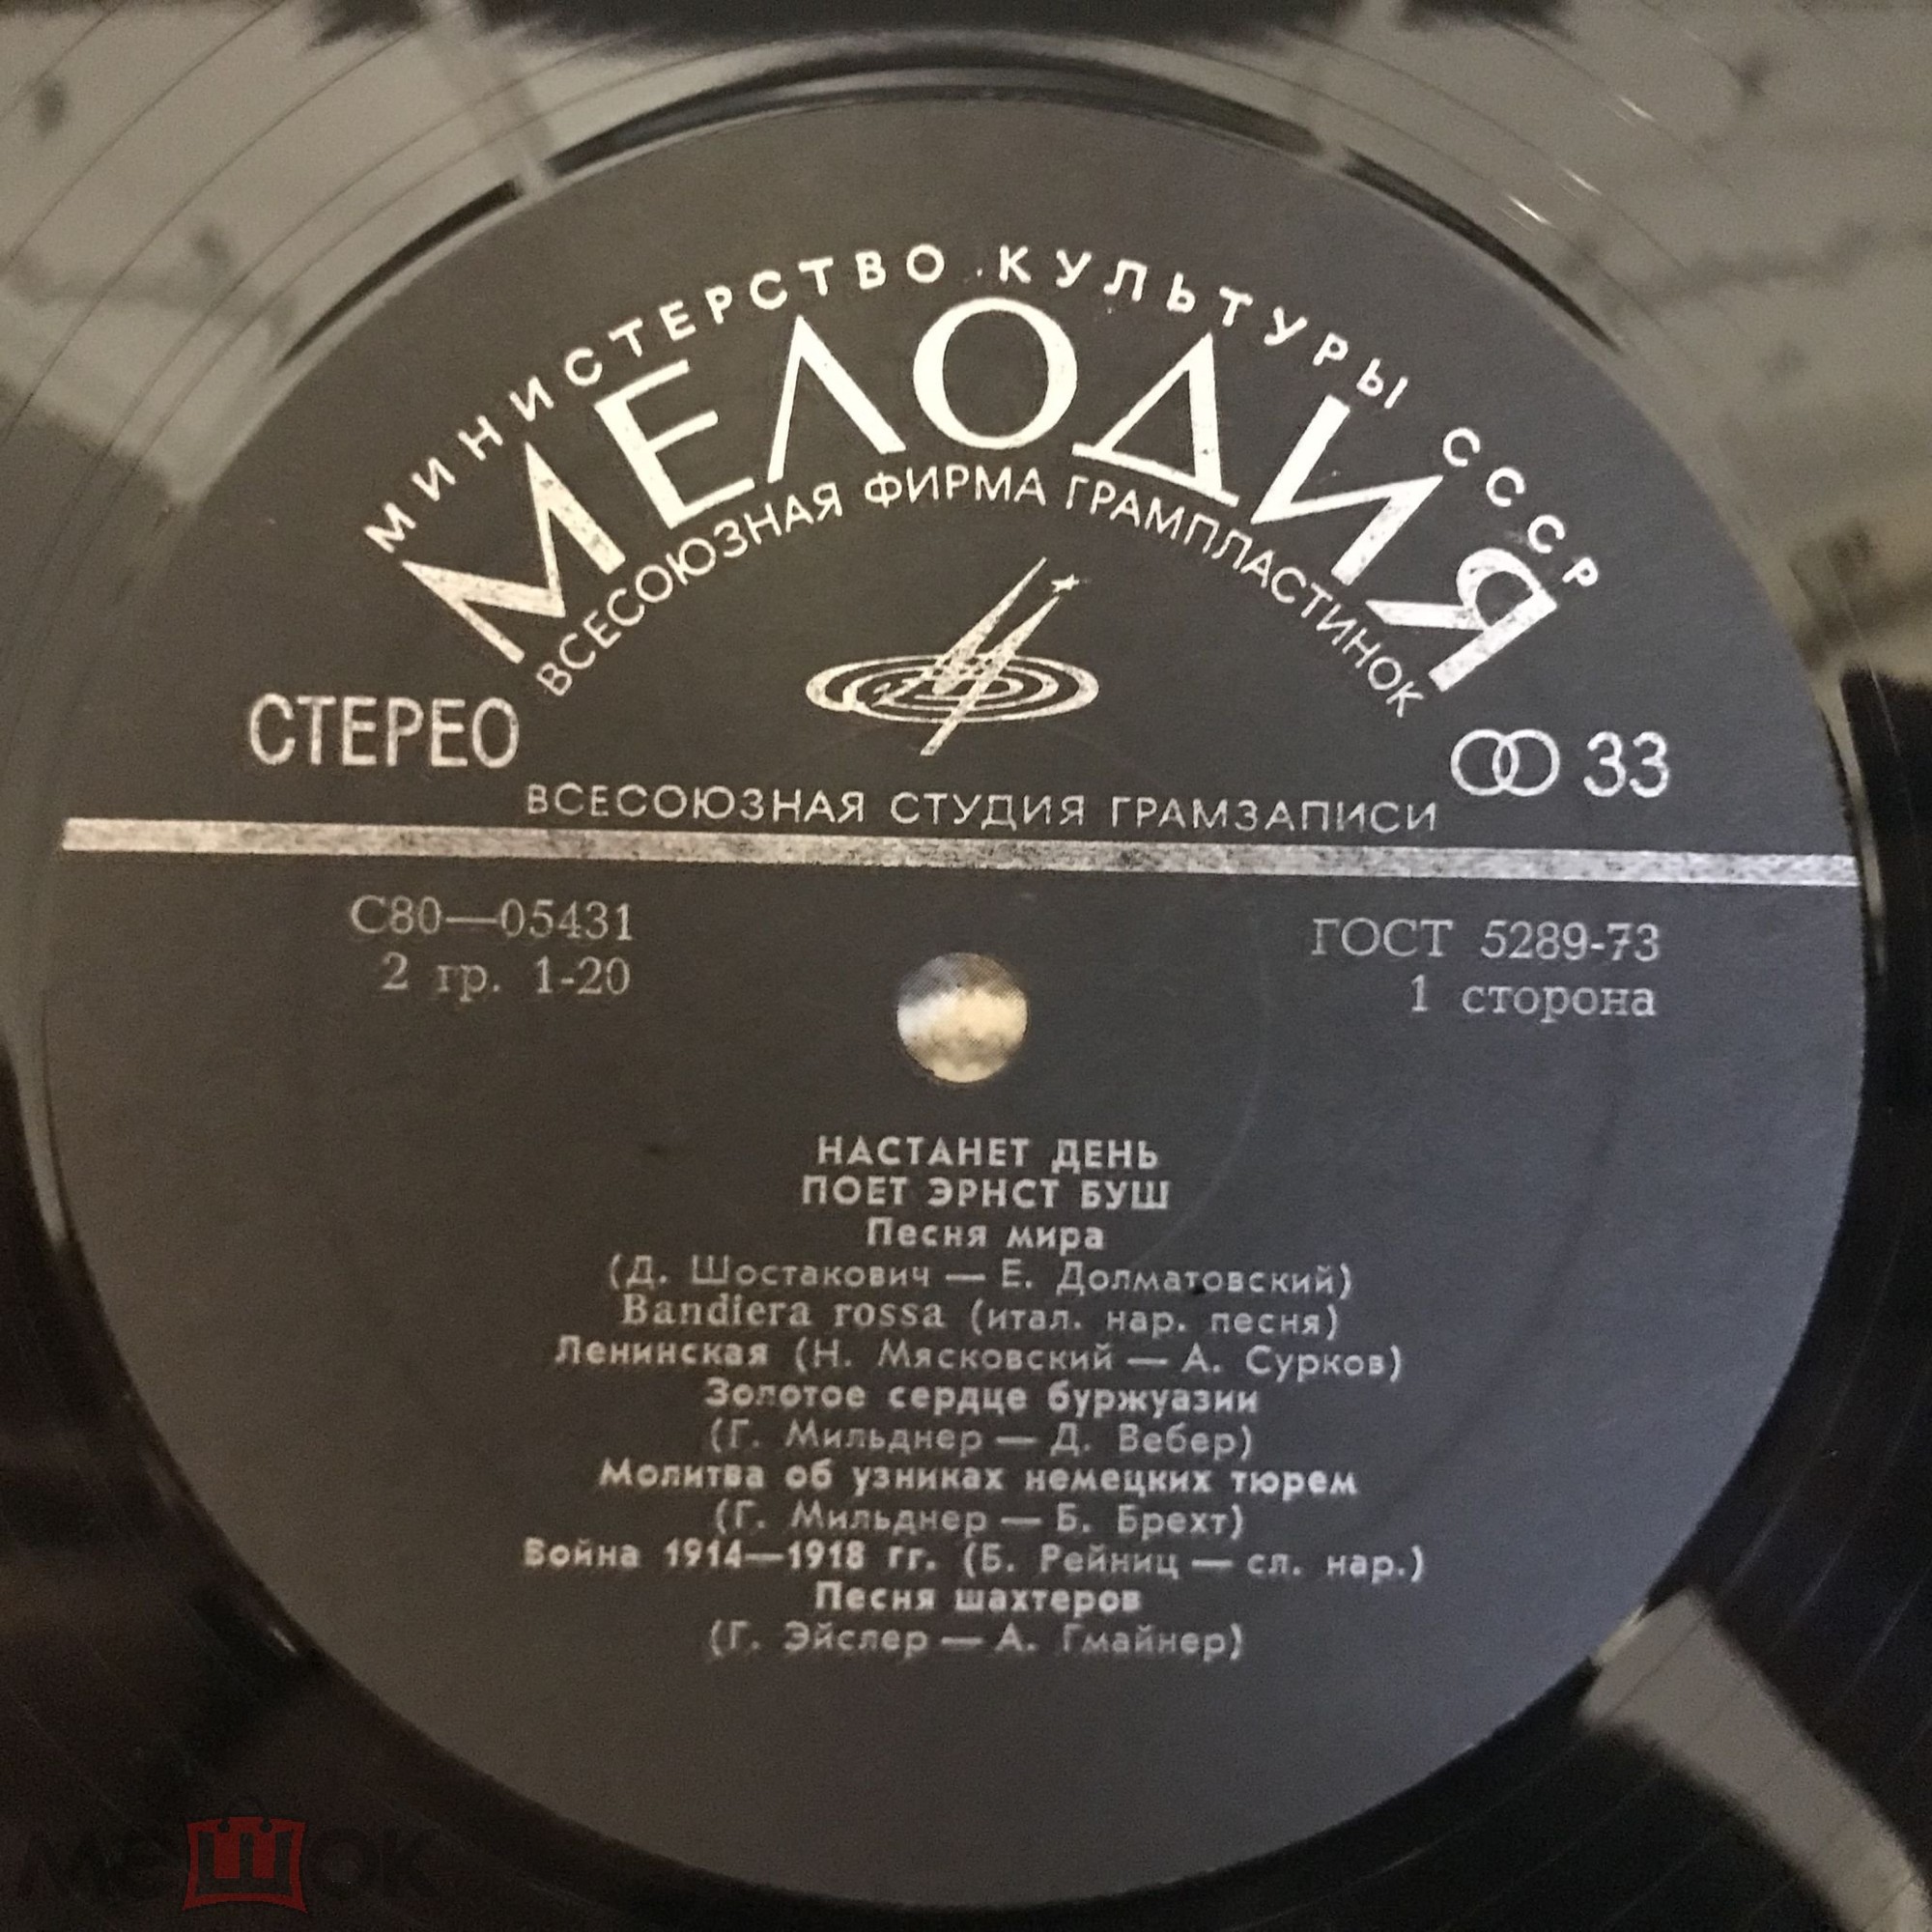 МИНИСТЕРСТВО КУЛЬТУРЫ СССР
МЕЛОДИЯ
ВСЕСОЮЗНАЯ ФИРМА ГРАМПЛАСТИНОК
СТЕРЕО
33
ВСЕСОЮЗНАЯ СТУДИЯ ГРАМЗАПИСИ
С80—05431
2 гр. 1-20
ГОСТ 5289-73
1 сторона
НАСТАНЕТ ДЕНЬ
ПОЕТ ЭРНСТ БУШ
Песня мира
(Д. Шостакович — Е. Долматовский)
Bandiera rossa (итал. нар. песня)
Ленинская (Н. Мясковский — А. Сурков)
Золотое сердце буржуазии
(Г. Мильднер — Д. Вебер)
Молитва об узниках немецких тюрем
(Г. Мильднер — Б. Брехт)
Война 1914—1918 гг. (Б. Рейниц — сл. нар.)
Песня шахтеров
(Г. Эйслер — А. Гмайнер)
мешок